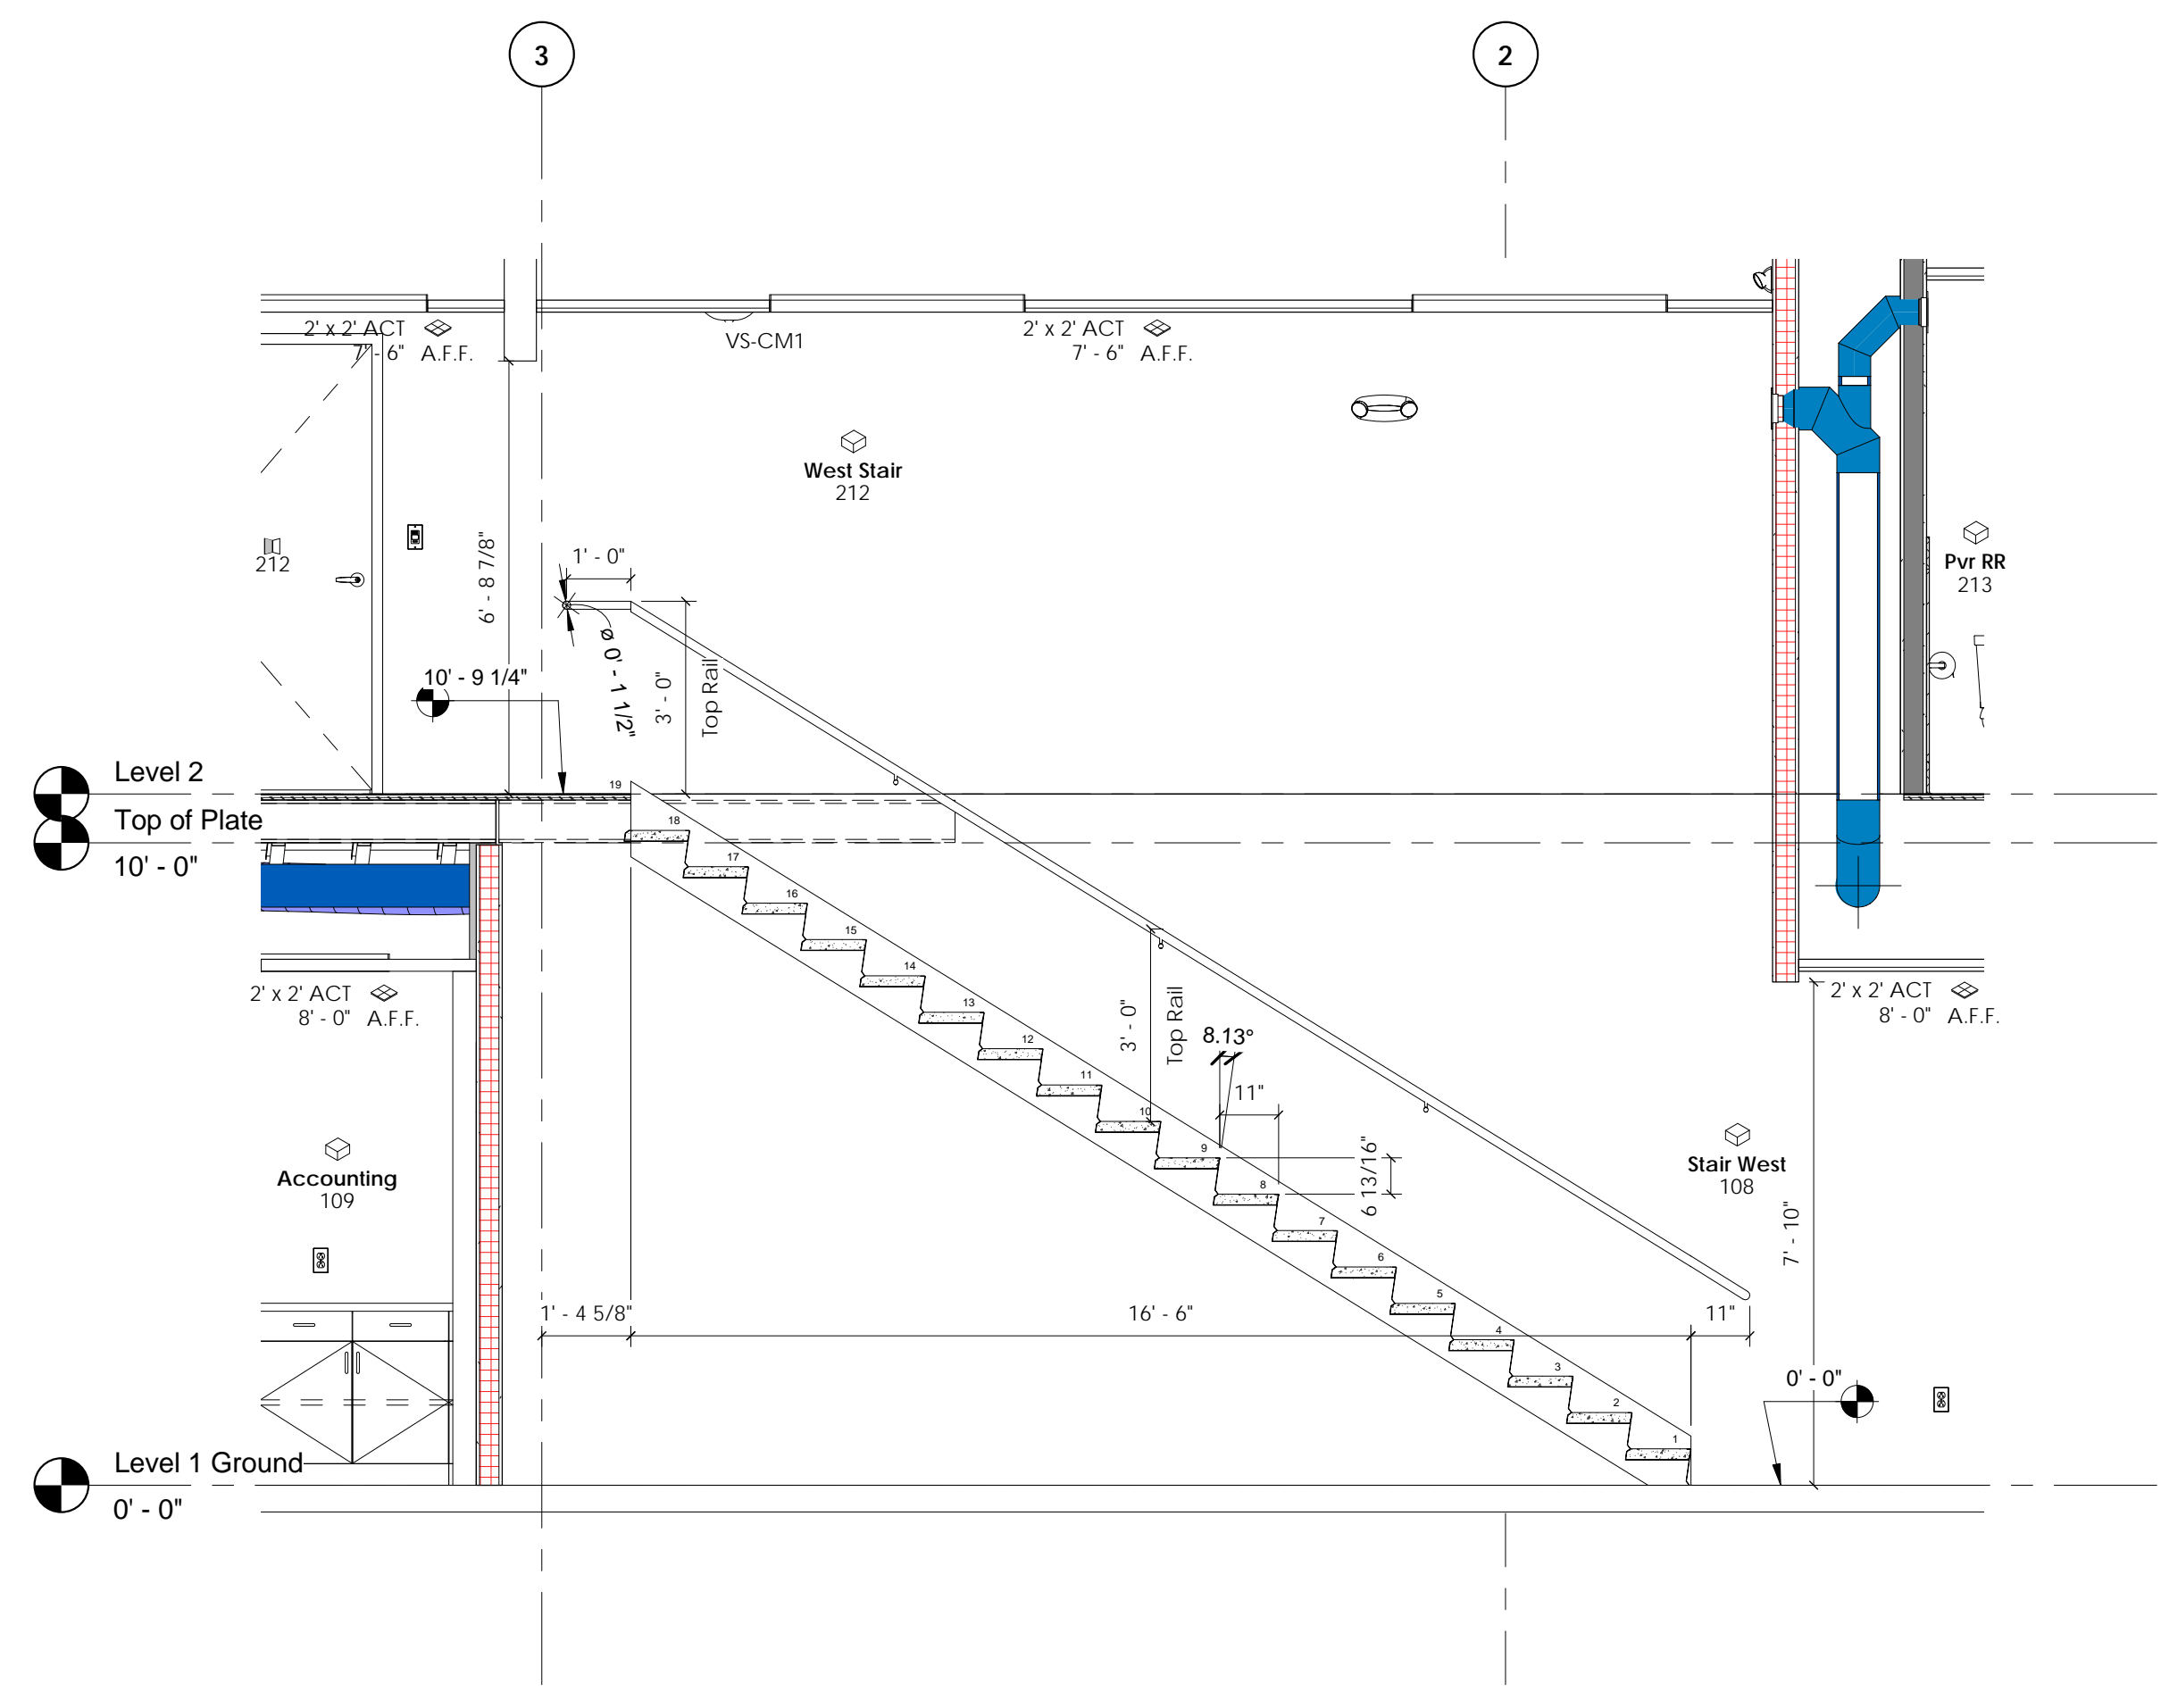 3
2
2' x 2' ACT
7' - 6" A.F.F.
VS-CM1
2' x 2' ACT
7' - 6" A.F.F.
West Stair
212
212
6' - 8 7/8"
1' - 0"
Ø 0' - 1 1/2"
3' - 0"
Top Rail
Pvr RR
213
10' - 9 1/4"
Level 2
Top of Plate
10' - 0"
19
18
17
16
15
14
13
12
11
10
9
8
7
6
5
4
3
2
1
2' x 2' ACT
8' - 0" A.F.F.
2' x 2' ACT
8' - 0" A.F.F.
3' - 0"
Top Rail
8.13°
11"
6 13/16"
Accounting
109
Stair West
108
7' - 10"
1' - 4 5/8"
16' - 6"
11"
0' - 0"
Level 1 Ground
0' - 0"